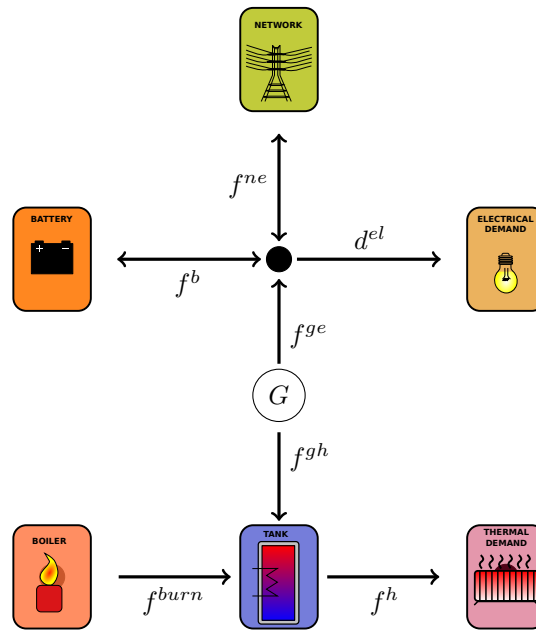 NETWORK
f^{ne}
BATTERY
+ −
ELECTRICAL
DEMAND
d^{el}
f^{b}
f^{ge}
G
f^{gh}
BOILER
TANK
THERMAL
DEMAND
f^{burn}
f^{h}